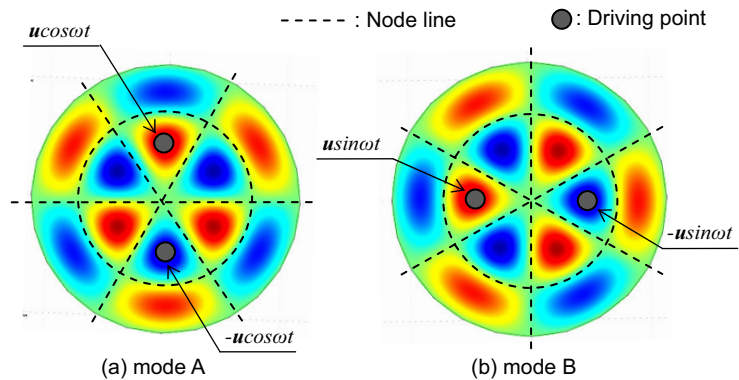 : Node line
: Driving point
ucosωt
usinωt
-usinωt
-ucosωt
(a) mode A
(b) mode B